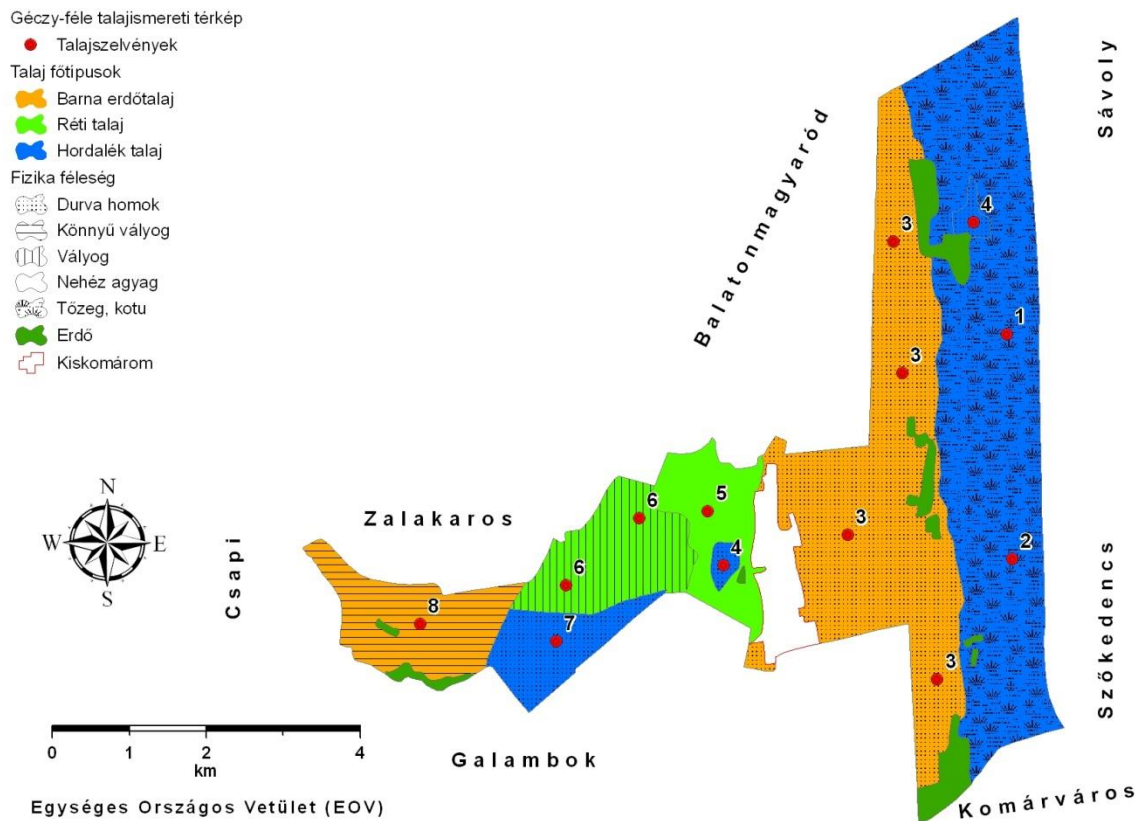 Géczy-féle talajismereti térkép
Talajszelvények
Talaj főtipusok
Barna erdőtalaj
Réti talaj
Hordalék talaj
Fizika féleség
Durva homok
Könnyű vályog
Vályog
Nehéz agyag
Tőzeg, kotu
Erdő
Kiskomárom
Sávoly
Balatonmagyaród
4
3
1
3
N
W E
S
Zalakaros
Csapi
6
5
3
4
2
6
8
7
3
Szőkedencs
0 1 2 4
km
Galambok
Komárváros
Egységes Országos Vetület (EOV)